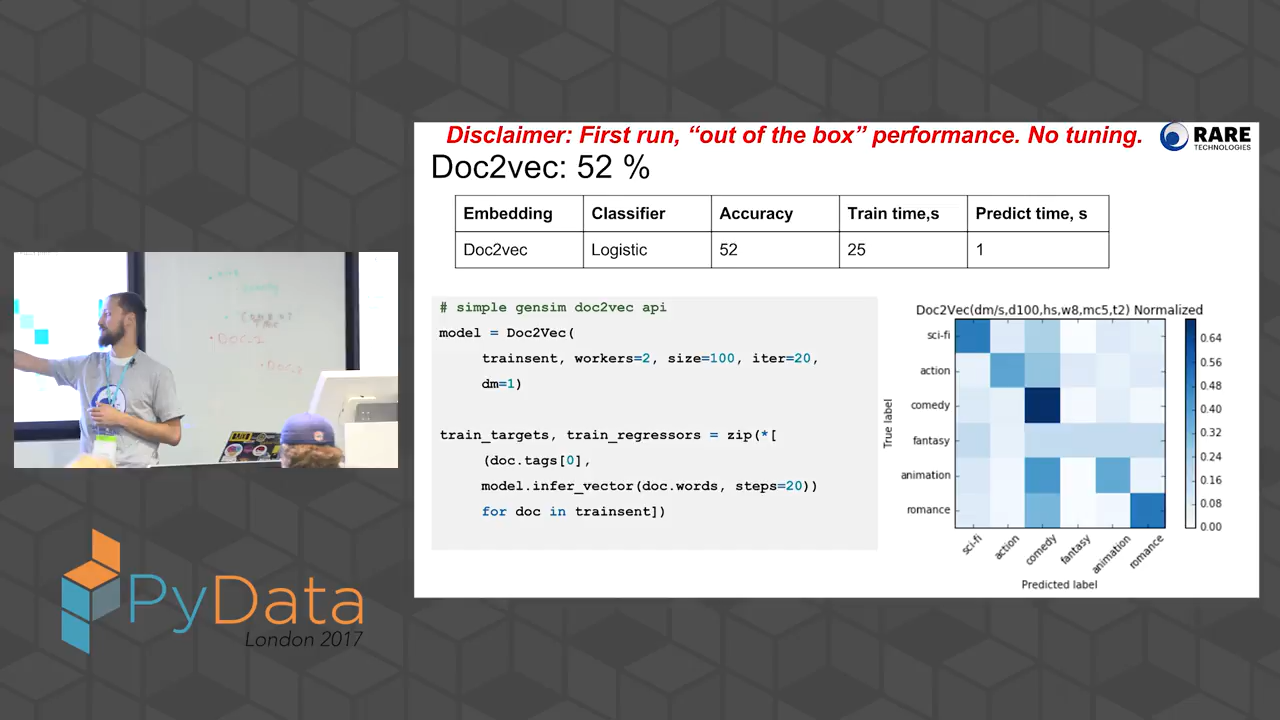 Disclaimer: First run, “out of the box” performance. No tuning.
RARE
TECHNOLOGIES
Doc2vec: 52 %
Embedding Classifier Accuracy Train time,s Predict time, s
Doc2vec Logistic 52 25 1
# simple gensim doc2vec api
model = Doc2Vec(
trainsent, workers=2, size=100, iter=20,
dm=1)
train_targets, train_regressors = zip(*[
(doc.tags[0],
model.infer_vector(doc.words, steps=20))
for doc in trainsent])
Doc2Vec(dm/s,d100,hs,w8,mc5,t2) Normalized
True label
sci-fi
action
comedy
fantasy
animation
romance
sci-fi action comedy fantasy animation romance
Predicted label
0.64
0.56
0.48
0.40
0.32
0.24
0.16
0.08
0.00
PyData
London 2017